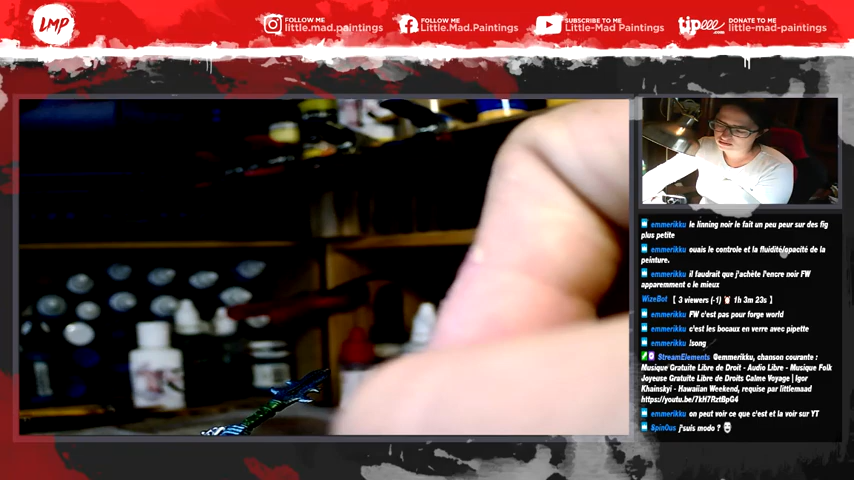 LMP
FOLLOW ME
little.mad.paintings
FOLLOW ME
Little.Mad.Paintings
SUBSCRIBE TO ME
Little-Mad Paintings
tipeee.com
DONATE TO ME
little-mad-paintings
emmerikku le linning noir le fait un peu peur sur des fig
plus petite
emmerikku ouais le controle et la fluidité/opacité de la
peinture.
emmerikku il faudrait que j'achète l'encre noir FW
apparemment c le mieux
WizeBot 【 3 viewers (-1) ⏰ 1h 3m 23s 】
emmerikku FW c'est pas pour forge world
emmerikku c'est les bocaux en verre avec pipette
emmerikku !song
StreamElements @emmerikku, chanson courante :
Musique Gratuite Libre de Droit - Audio Libre - Musique Folk
Joyeuse Gratuite Libre de Droits Calme Voyage | Igor
Khainskyi - Hawaiian Weekend, requise par littlemaad
https://youtu.be/7kH7RztBpG4
emmerikku on peut voir ce que c'est et la voir sur YT
Spin0us j'suis modo ?